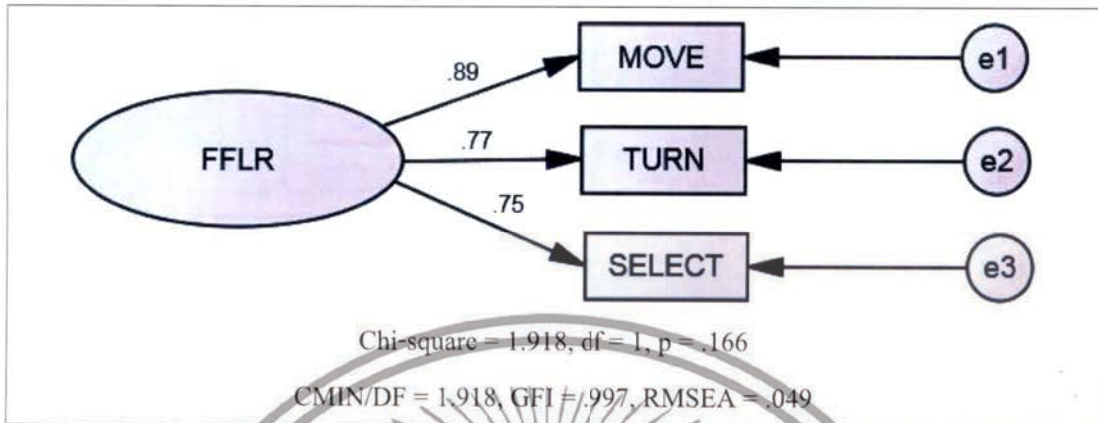 MOVE
e1
.89
FFLR
.77
TURN
e2
.75
SELECT
e3
Chi-square = 1.918, df = 1, p = .166
CMIN/DF = 1.918, GFI = .997, RMSEA = .049